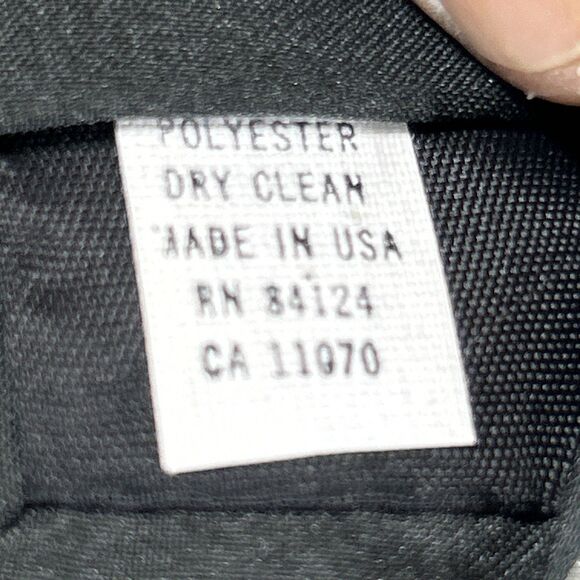 POLYESTER
DRY CLEAN
MADE IN USA
RN 84124
CA 11070